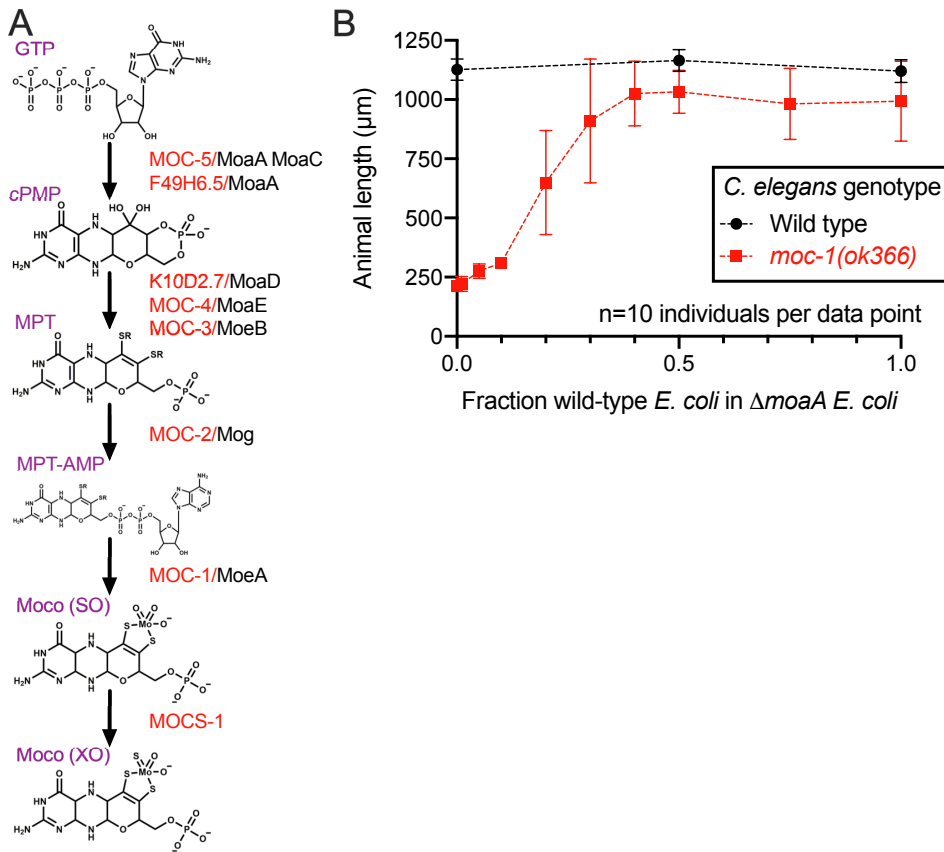 A
GTP
MOC-5/MoaA MoaC
F49H6.5/MoaA
cPMP
K10D2.7/MoaD
MOC-4/MoaE
MOC-3/MoeB
MPT
MOC-2/Mog
MPT-AMP
MOC-1/MoeA
Moco (SO)
MOCS-1
Moco (XO)
B
Animal length (µm)
1250
1000
750
500
250
0
0.0
0.5
1.0
Fraction wild-type E. coli in ΔmoaA E. coli
C. elegans genotype
Wild type
moc-1(ok366)
n=10 individuals per data point